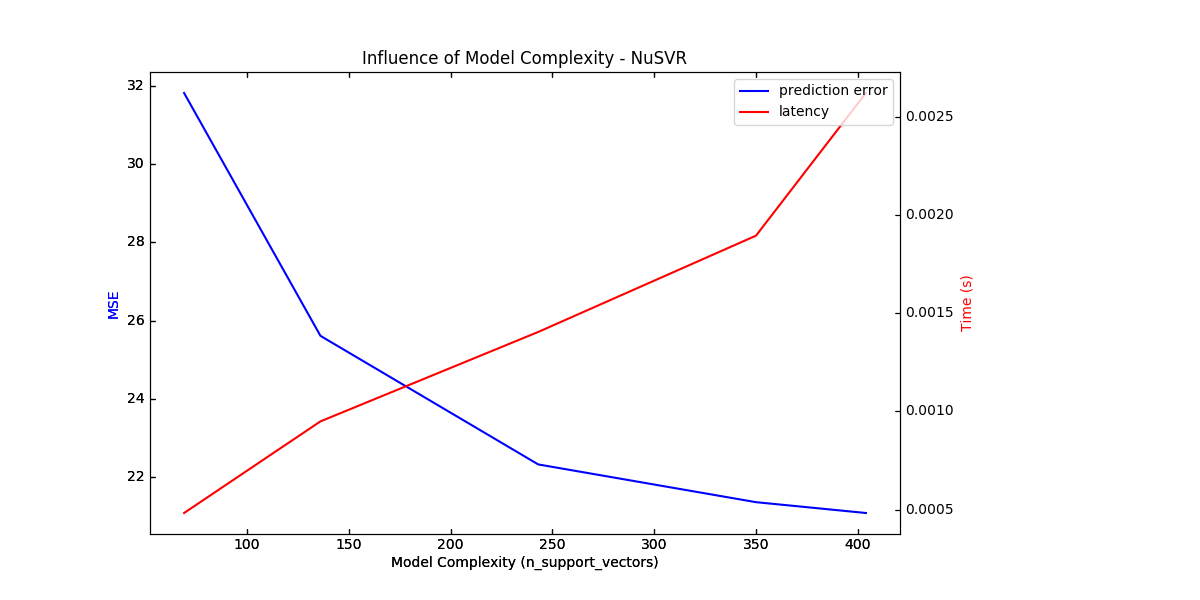 Influence of Model Complexity - NuSVR
prediction error
latency
MSE
32
30
28
26
24
22
0.0025
0.0020
0.0015
0.0010
0.0005
Time (s)
100 150 200 250 300 350 400
Model Complexity (n_support_vectors)